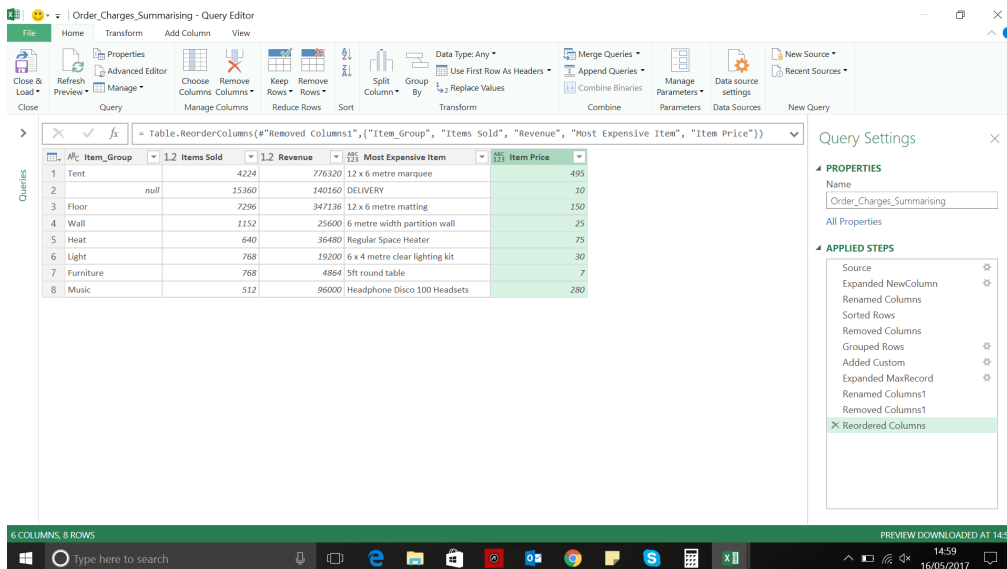 Order_Charges_Summarising - Query Editor
File Home Transform Add Column View
Close & Load
Refresh Preview
Properties
Advanced Editor
Manage
Choose Columns
Remove Columns
Keep Rows
Remove Rows
Split Column
Group By
Data Type: Any
Use First Row As Headers
Replace Values
Merge Queries
Append Queries
Combine Binaries
Manage Parameters
Data source settings
New Source
Recent Sources
Close Query Manage Columns Reduce Rows Sort Transform Combine Parameters Data Sources New Query
fx = Table.ReorderColumns(#"Removed Columns1",{"Item_Group", "Items Sold", "Revenue", "Most Expensive Item", "Item Price"})
Queries
ABC Item_Group 1.2 Items Sold 1.2 Revenue ABC 123 Most Expensive Item ABC 123 Item Price
1 Tent 4224 776320 12 x 6 metre marquee 495
2 null 15360 140160 DELIVERY 10
3 Floor 7296 347136 12 x 6 metre matting 150
4 Wall 1152 25600 6 metre width partition wall 25
5 Heat 640 36480 Regular Space Heater 75
6 Light 768 19200 6 x 4 metre clear lighting kit 30
7 Furniture 768 4864 5ft round table 7
8 Music 512 96000 Headphone Disco 100 Headsets 280
Query Settings
PROPERTIES
Name
Order_Charges_Summarising
All Properties
APPLIED STEPS
Source
Expanded NewColumn
Renamed Columns
Sorted Rows
Removed Columns
Grouped Rows
Added Custom
Expanded MaxRecord
Renamed Columns1
Removed Columns1
Reordered Columns
6 COLUMNS, 8 ROWS PREVIEW DOWNLOADED AT 14:5
Type here to search
14:59
16/05/2017